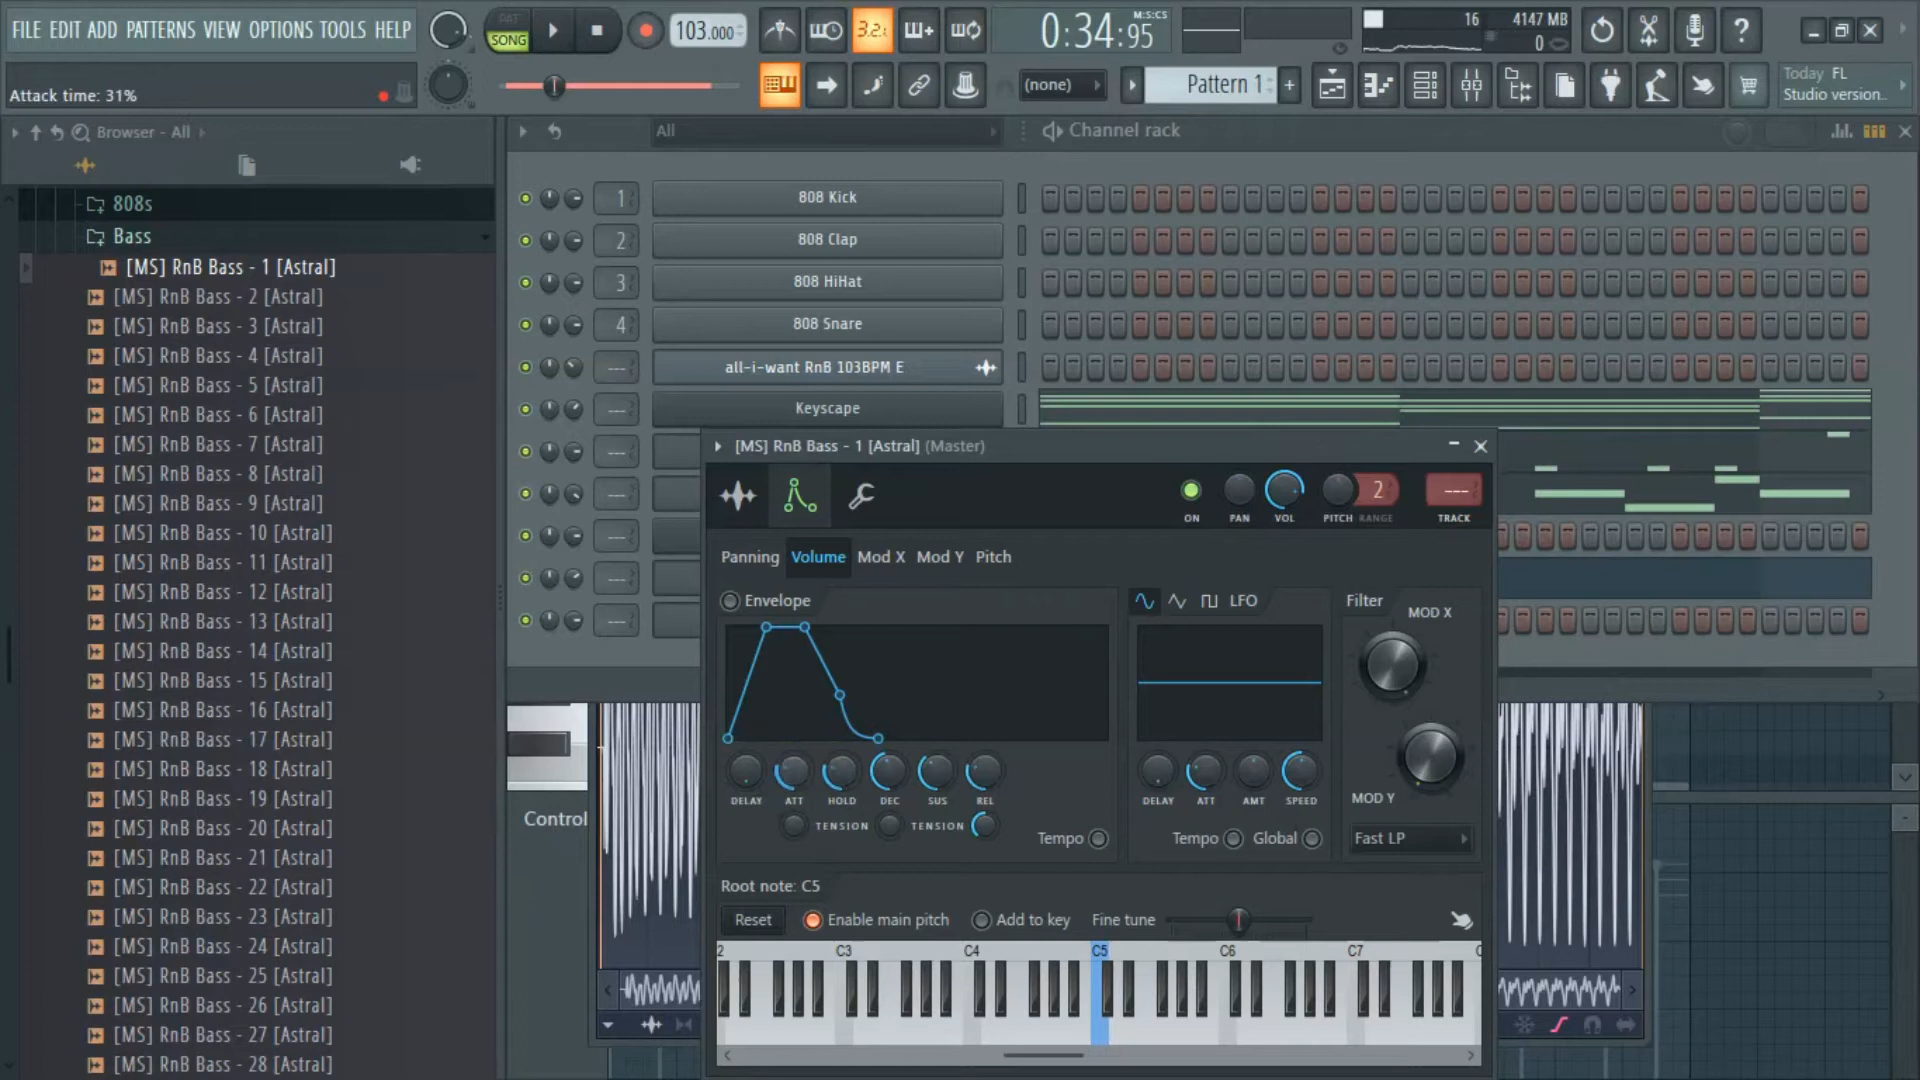 FILE EDIT ADD PATTERNS VIEW OPTIONS TOOLS HELP
PAT
SONG
103.000
3.2.
M:S:CS
0:34:95
16
4147 MB
0
Attack time: 31%
(none)
Pattern 1
+
Today FL
Studio version..
Browser - All
All
Channel rack
808s
Bass
[MS] RnB Bass - 1 [Astral]
[MS] RnB Bass - 2 [Astral]
[MS] RnB Bass - 3 [Astral]
[MS] RnB Bass - 4 [Astral]
[MS] RnB Bass - 5 [Astral]
[MS] RnB Bass - 6 [Astral]
[MS] RnB Bass - 7 [Astral]
[MS] RnB Bass - 8 [Astral]
[MS] RnB Bass - 9 [Astral]
[MS] RnB Bass - 10 [Astral]
[MS] RnB Bass - 11 [Astral]
[MS] RnB Bass - 12 [Astral]
[MS] RnB Bass - 13 [Astral]
[MS] RnB Bass - 14 [Astral]
[MS] RnB Bass - 15 [Astral]
[MS] RnB Bass - 16 [Astral]
[MS] RnB Bass - 17 [Astral]
[MS] RnB Bass - 18 [Astral]
[MS] RnB Bass - 19 [Astral]
[MS] RnB Bass - 20 [Astral]
[MS] RnB Bass - 21 [Astral]
[MS] RnB Bass - 22 [Astral]
[MS] RnB Bass - 23 [Astral]
[MS] RnB Bass - 24 [Astral]
[MS] RnB Bass - 25 [Astral]
[MS] RnB Bass - 26 [Astral]
[MS] RnB Bass - 27 [Astral]
[MS] RnB Bass - 28 [Astral]
1 808 Kick
2 808 Clap
3 808 HiHat
4 808 Snare
--- all-i-want RnB 103BPM E
--- Keyscape
Control
[MS] RnB Bass - 1 [Astral] (Master)
2
---
ON PAN VOL PITCH RANGE TRACK
Panning Volume Mod X Mod Y Pitch
Envelope
LFO
Filter
MOD X
DELAY ATT HOLD DEC SUS REL
TENSION TENSION
Tempo
DELAY ATT AMT SPEED
Tempo Global
MOD Y
Fast LP
Root note: C5
Reset Enable main pitch Add to key Fine tune
2 C3 C4 C5 C6 C7 C